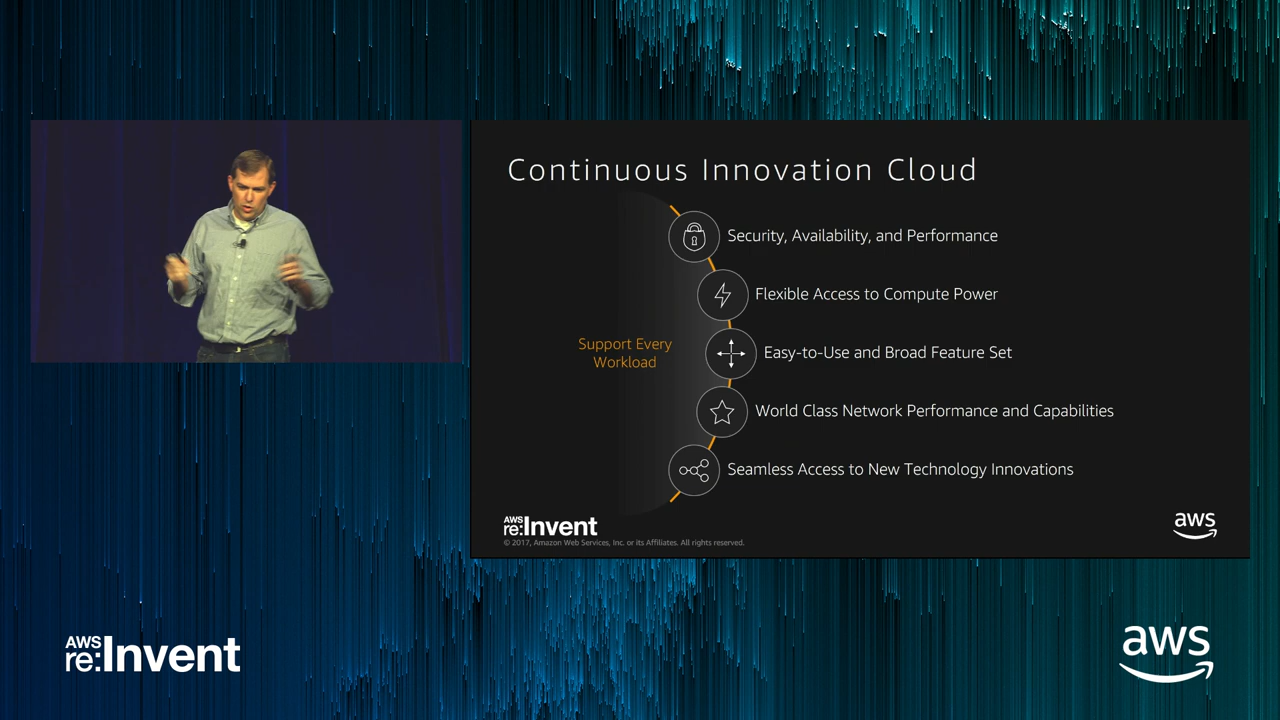 Continuous Innovation Cloud
Security, Availability, and Performance
Flexible Access to Compute Power
Support Every
Workload
Easy-to-Use and Broad Feature Set
World Class Network Performance and Capabilities
Seamless Access to New Technology Innovations
AWS
re:Invent
© 2017, Amazon Web Services, Inc. or its Affiliates. All rights reserved.
aws
AWS
re:Invent
aws